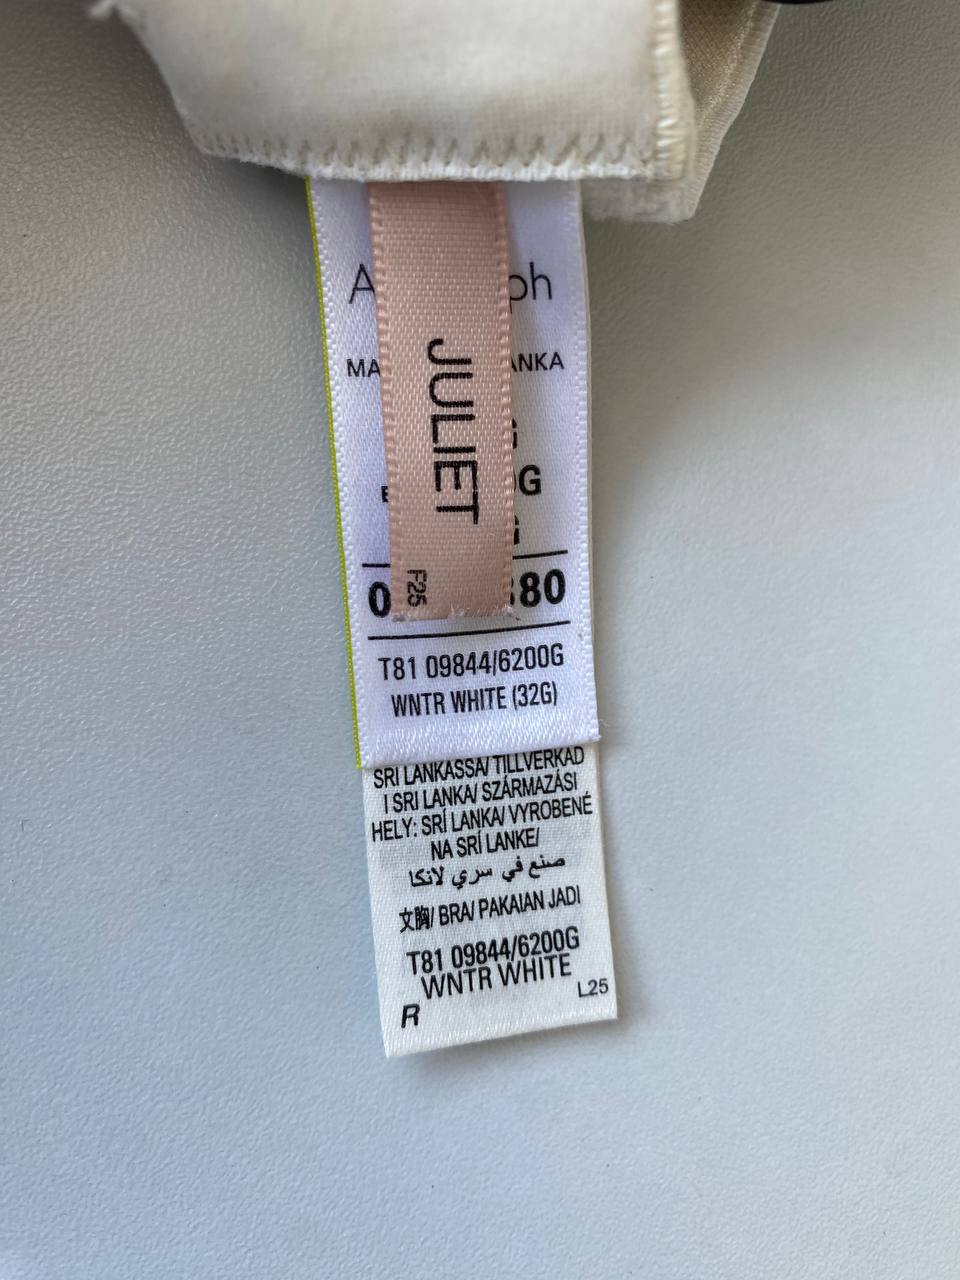 JULIET
F25
T81 09844/6200G
WNTR WHITE (32G)
SRI LANKASSA/ TILLVERKAD
I SRI LANKA/ SZÁRMAZÁSI
HELY: SRÍ LANKA/ VYROBENÉ
NA SRÍ LANKE/
صنع في سري لانكا
文胸/ BRA/ PAKAIAN JADI
T81 09844/6200G
WNTR WHITE
R
L25